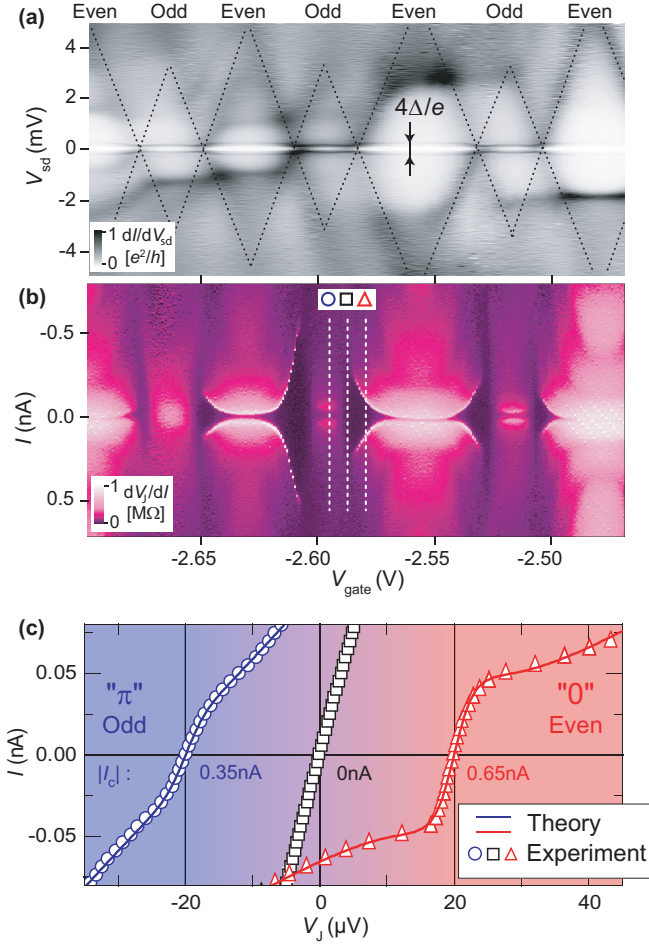 (a)
Even Odd Even Odd Even Odd Even
4
2
0
-2
-4
V_sd (mV)
4Δ/e
1
0
dI/dV_sd
[e²/h]
(b)
-0.5
0.0
0.5
I (nA)
1
0
dV_J/dI
[MΩ]
-2.65 -2.60 -2.55 -2.50
V_gate (V)
(c)
0.05
0.00
-0.05
I (nA)
"π"
Odd
"0"
Even
|I_c| : 0.35nA 0nA 0.65nA
Theory
Experiment
-20 0 20 40
V_J (µV)